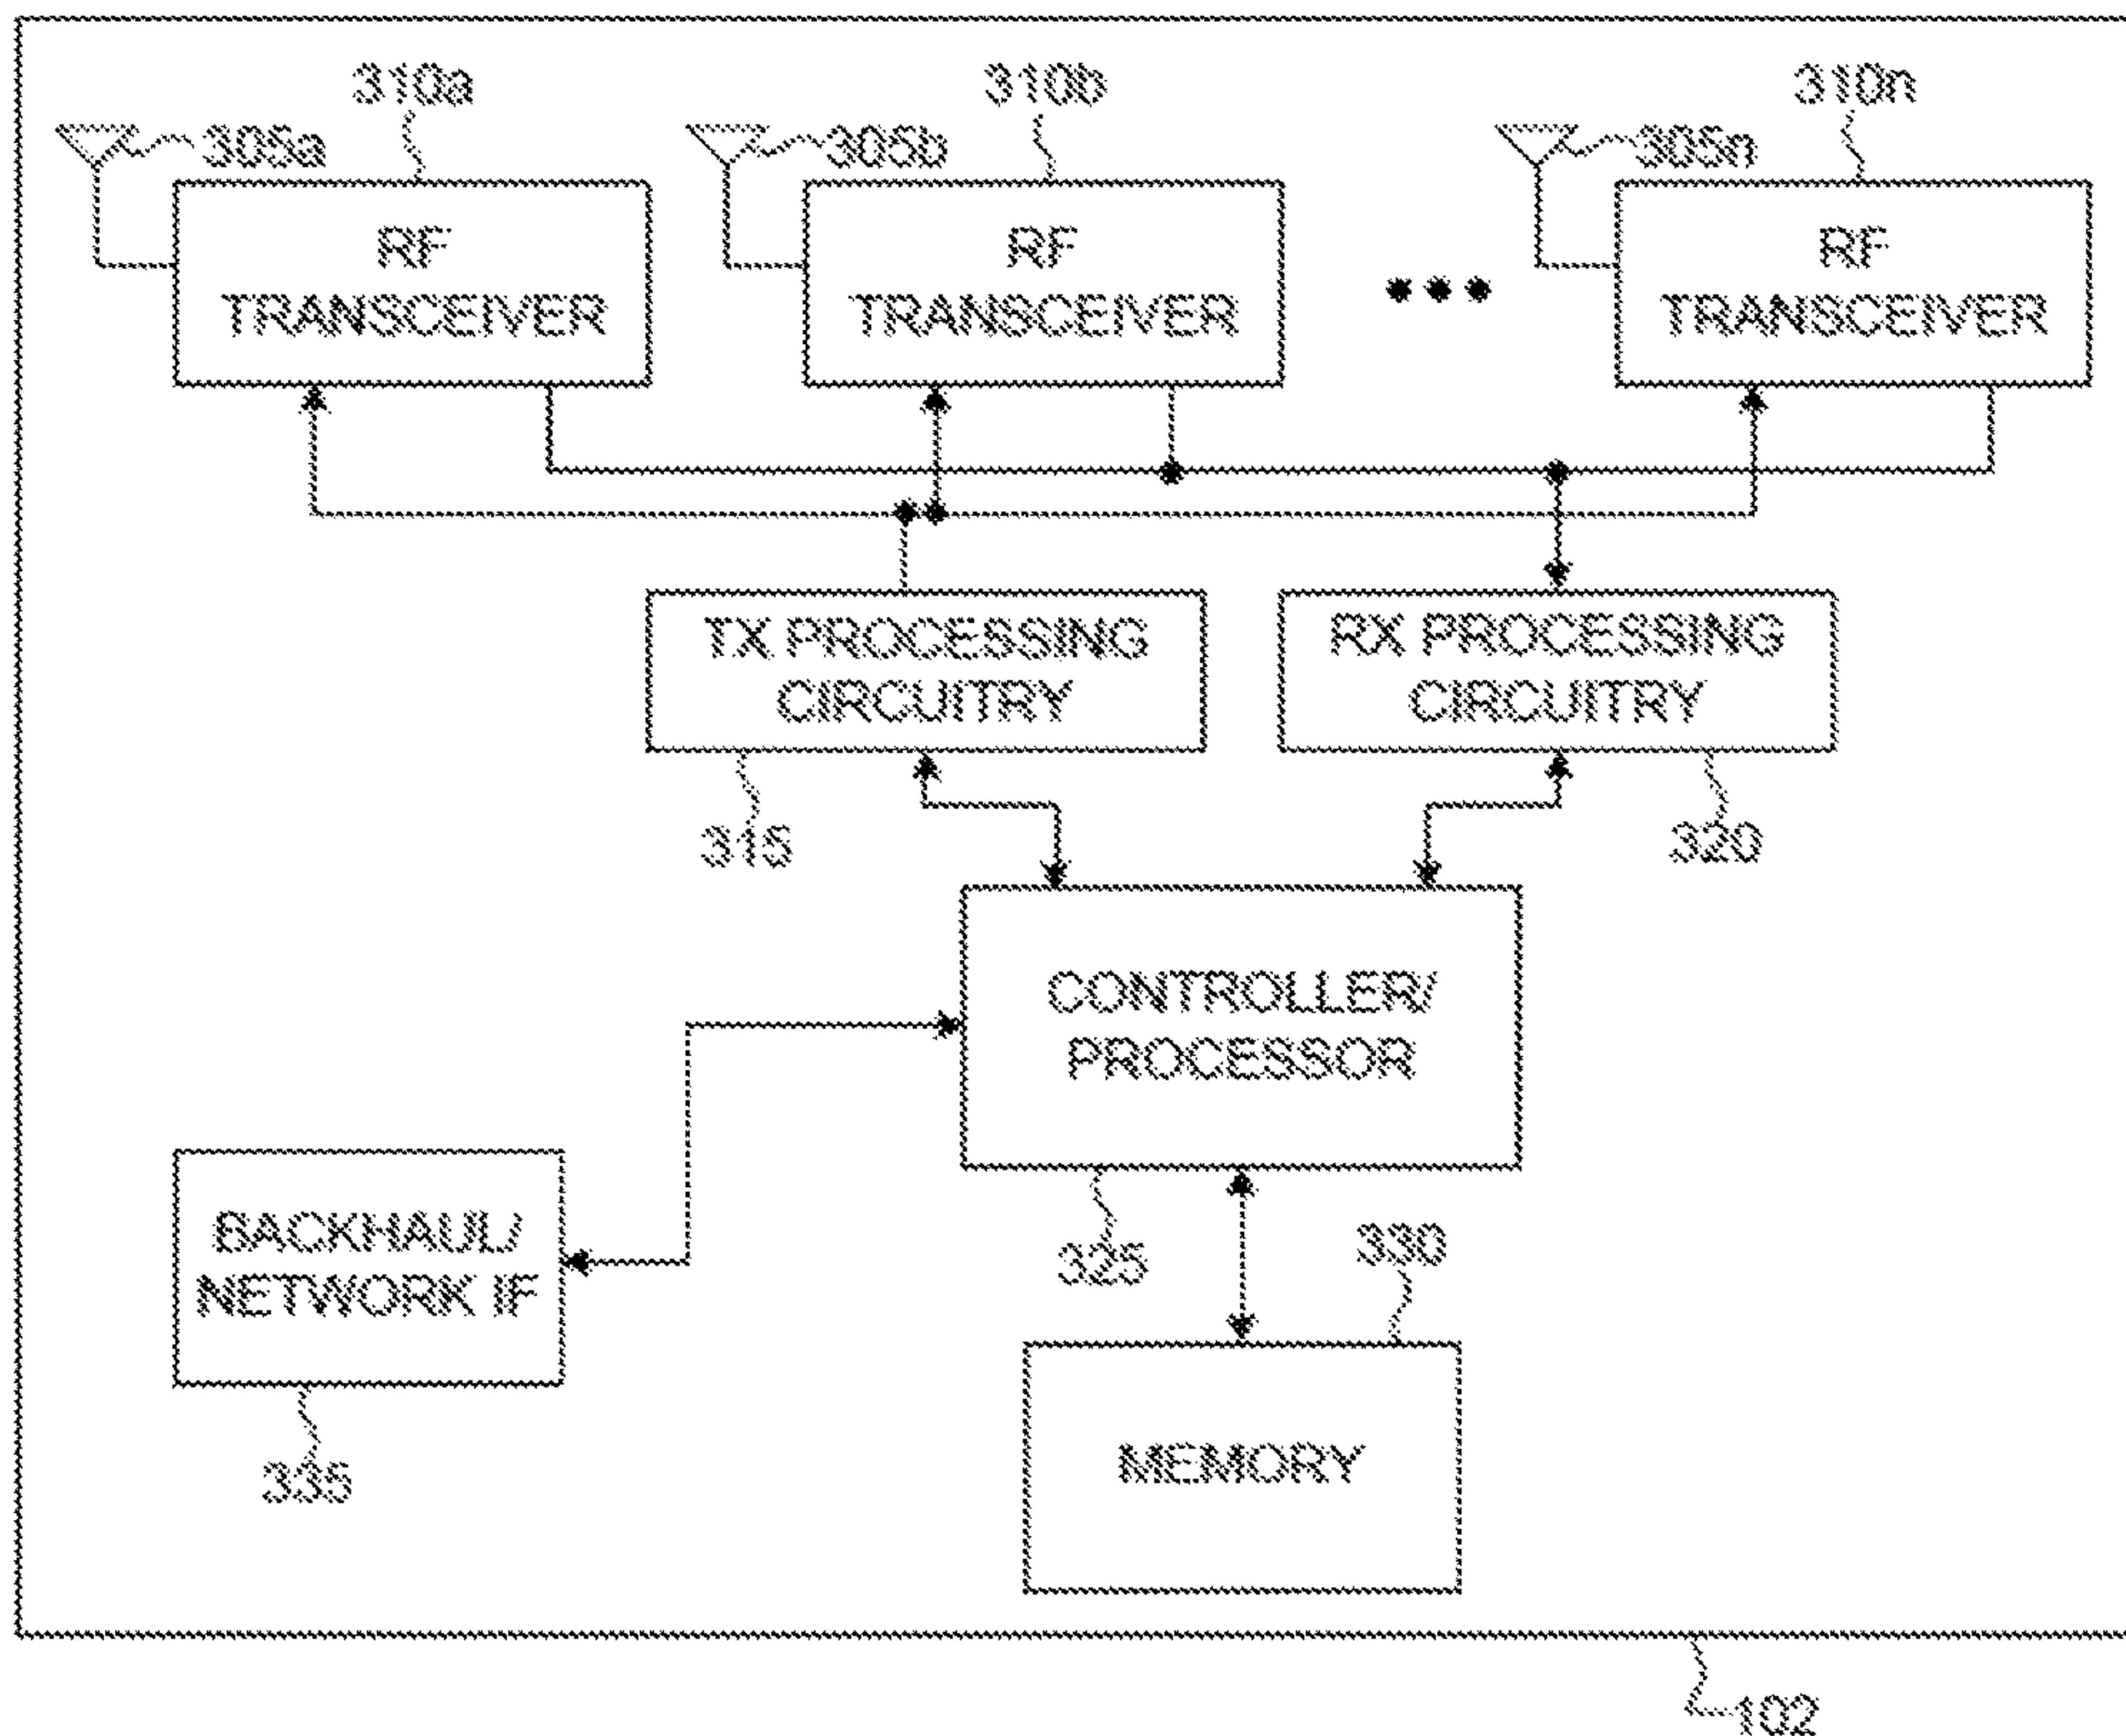 310a 310b 310n
305a 305b 305n
RF
TRANSCEIVER
RF
TRANSCEIVER
RF
TRANSCEIVER
TX PROCESSING
CIRCUITRY
RX PROCESSING
CIRCUITRY
315
320
CONTROLLER/
PROCESSOR
BACKHAUL/
NETWORK IF
325
330
335
MEMORY
102